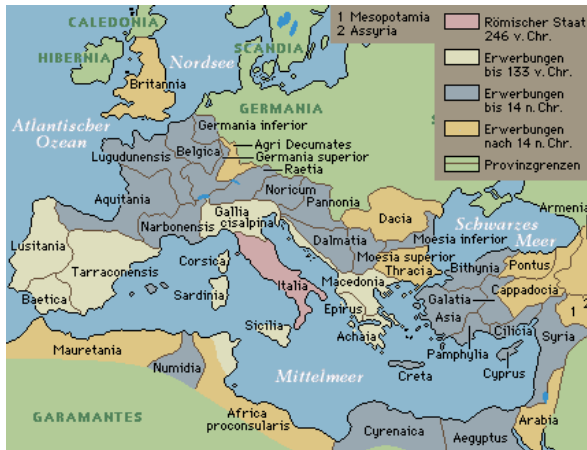 CALEDONIA
HIBERNIA
Nordsee
SCANDIA
Britannia
1 Mesopotamia
2 Assyria
Römischer Staat
246 v. Chr.
Erwerbungen
bis 133 v. Chr.
Erwerbungen
bis 14 n. Chr.
Erwerbungen
nach 14 n. Chr.
Provinzgrenzen
GERMANIA
Atlantischer
Ozean
Germania inferior
Belgica
Agri Decumates
Germania superior
Raetia
Lugudunensis
Aquitania
Noricum
Pannonia
Narbonensis
Gallia
cisalpina
Dacia
Schwarzes
Meer
Armenia
Dalmatia
Moesia inferior
Moesia superior
Thracia
Lusitania
Tarraconensis
Baetica
Corsica
Sardinia
Italia
Sicilia
Macedonia
Epirus
Achaia
Bithynia
Pontus
Galatia
Cappadocia
Asia
Cilicia
Pamphylia
Cyprus
Syria
1
2
Creta
Mittelmeer
Mauretania
Numidia
Africa
proconsularis
GARAMANTES
Cyrenaica
Aegyptus
Arabia